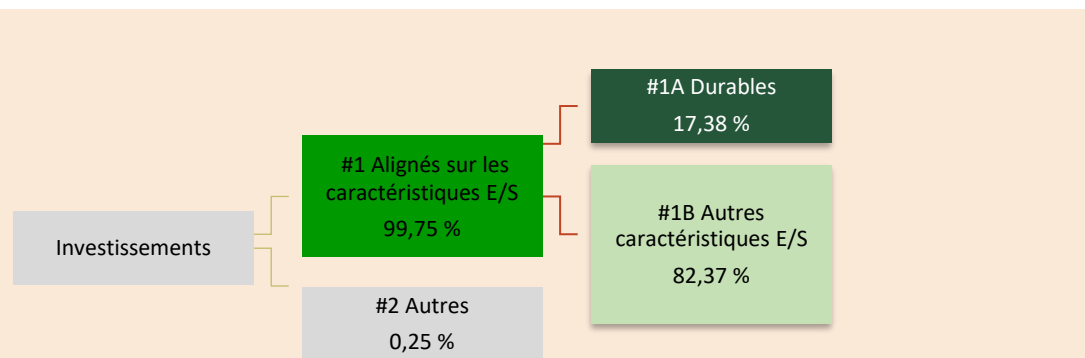 #1A Durables
17,38 %
#1 Alignés sur les
caractéristiques E/S
99,75 %
#1B Autres
caractéristiques E/S
82,37 %
Investissements
#2 Autres
0,25 %